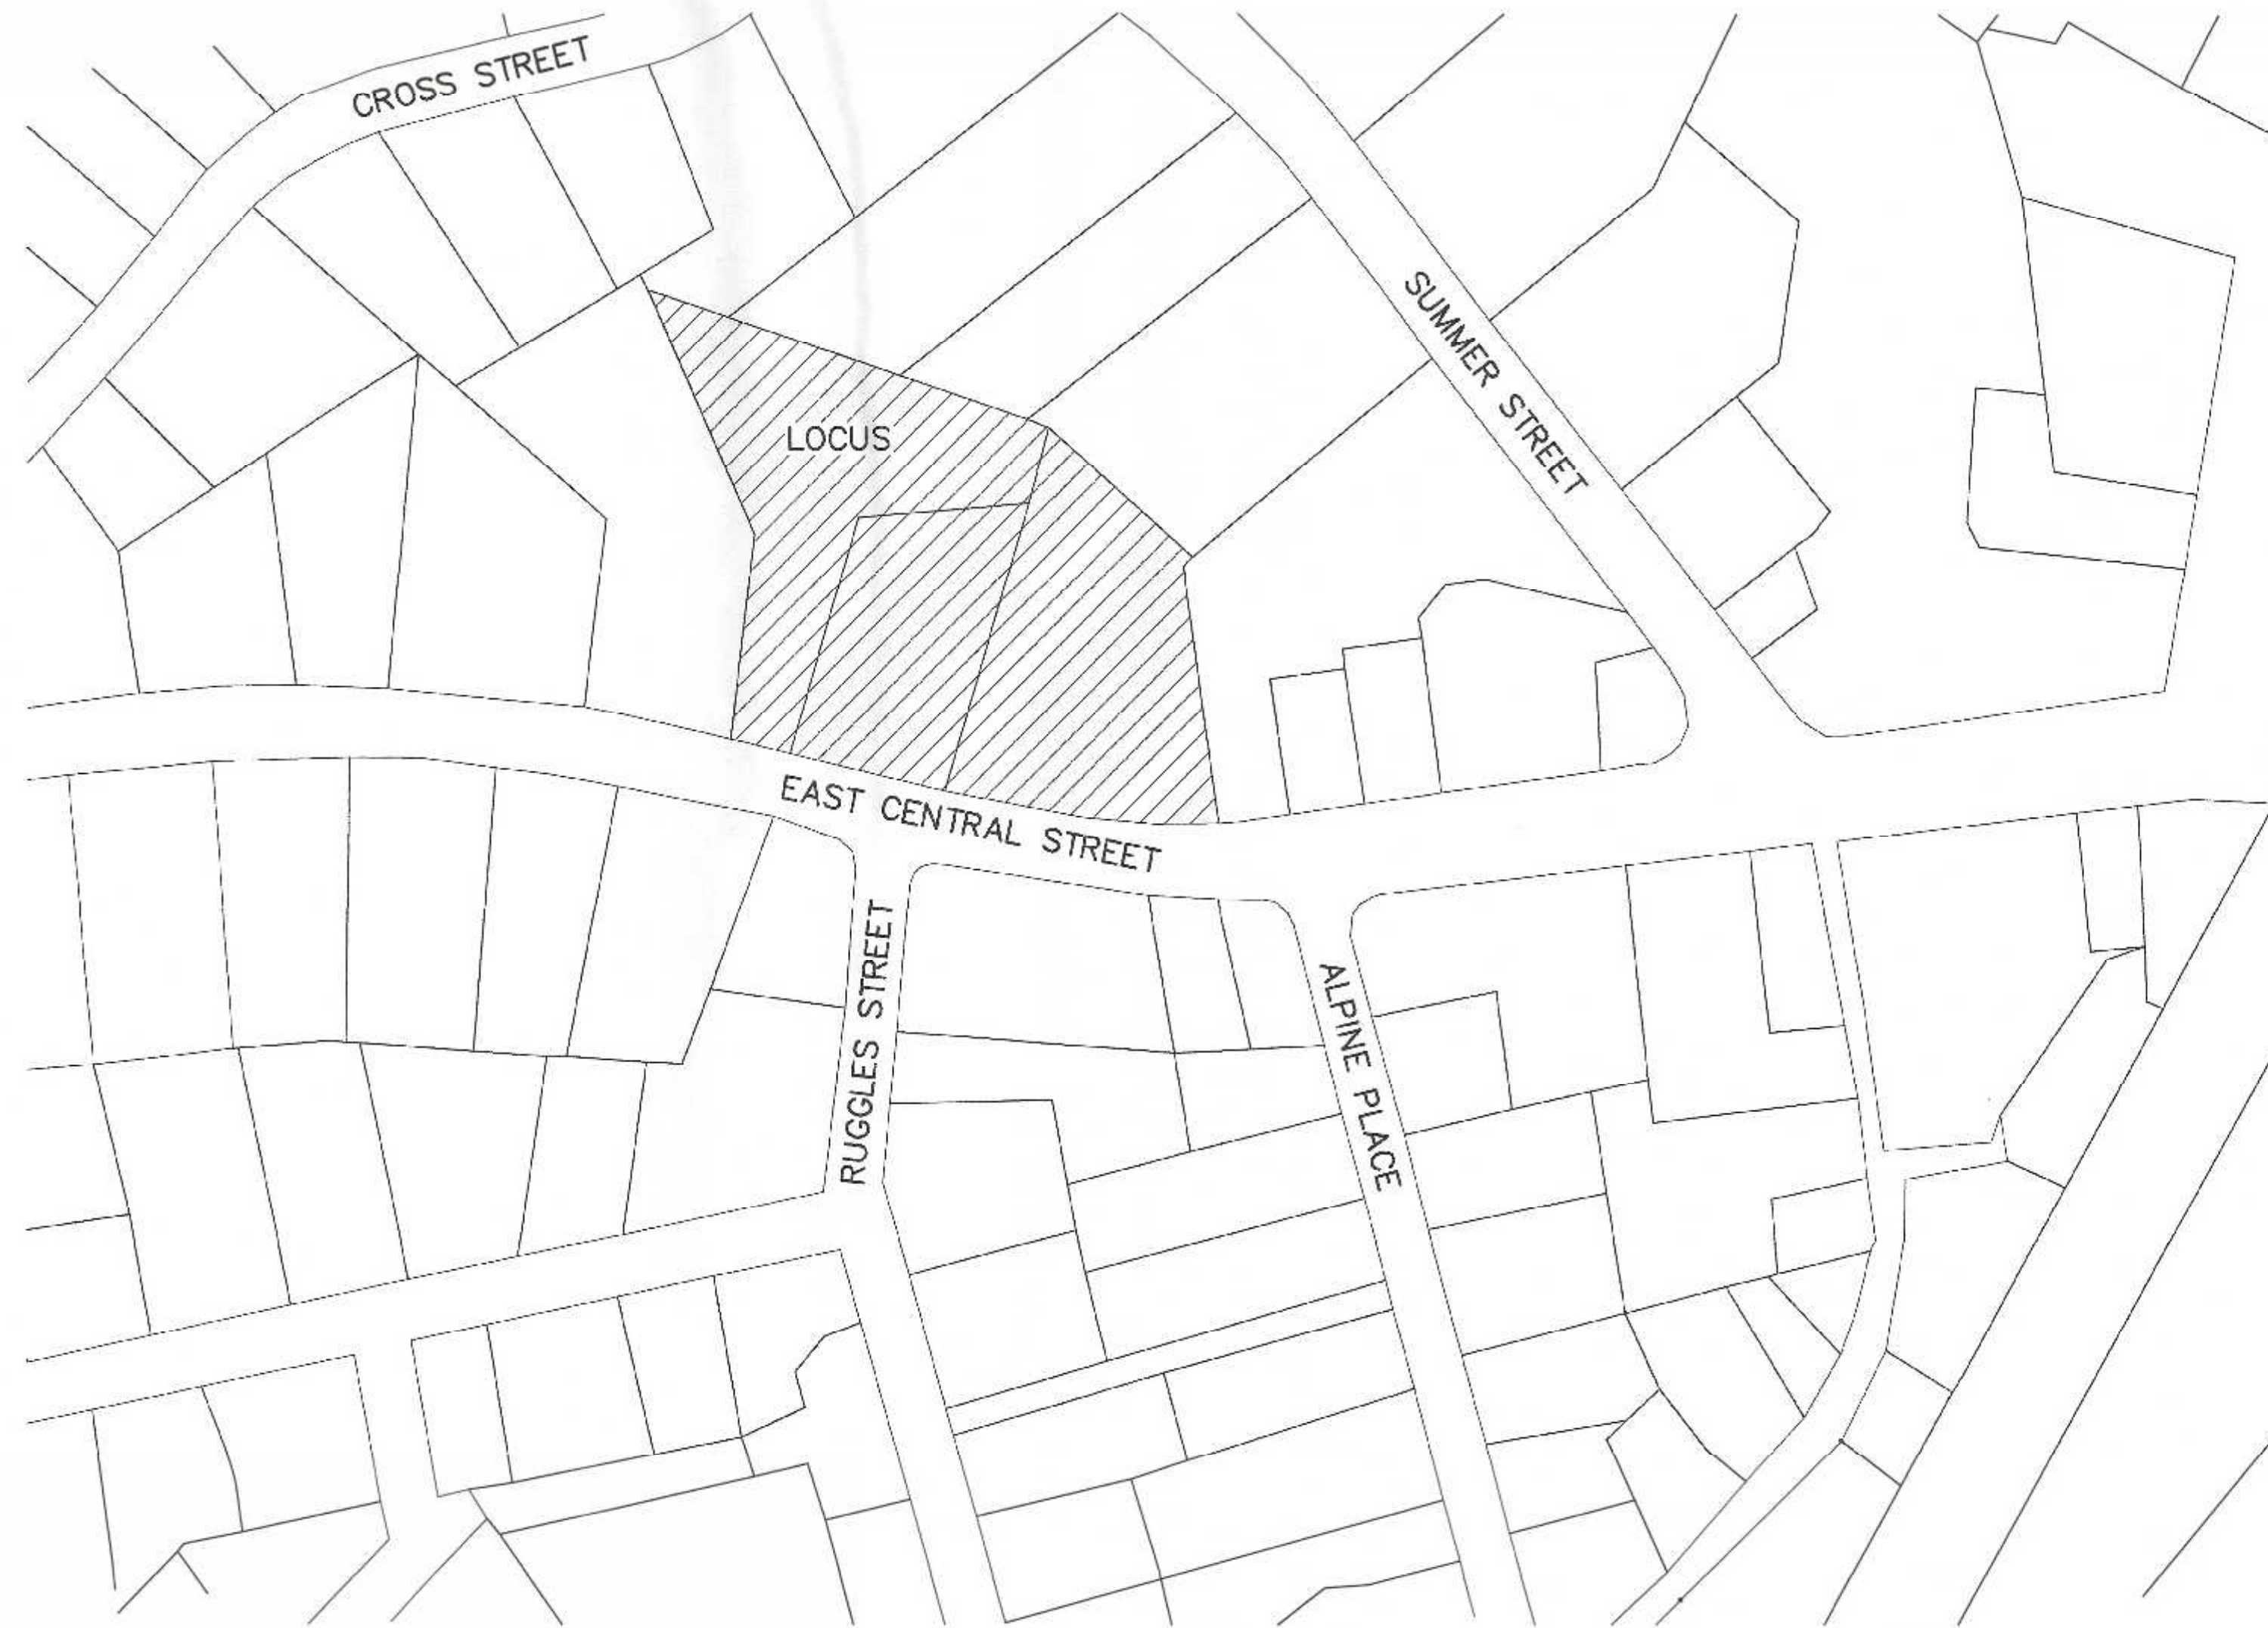 CROSS STREET
SUMMER STREET
LOCUS
EAST CENTRAL STREET
RUGGLES STREET
ALPINE PLACE